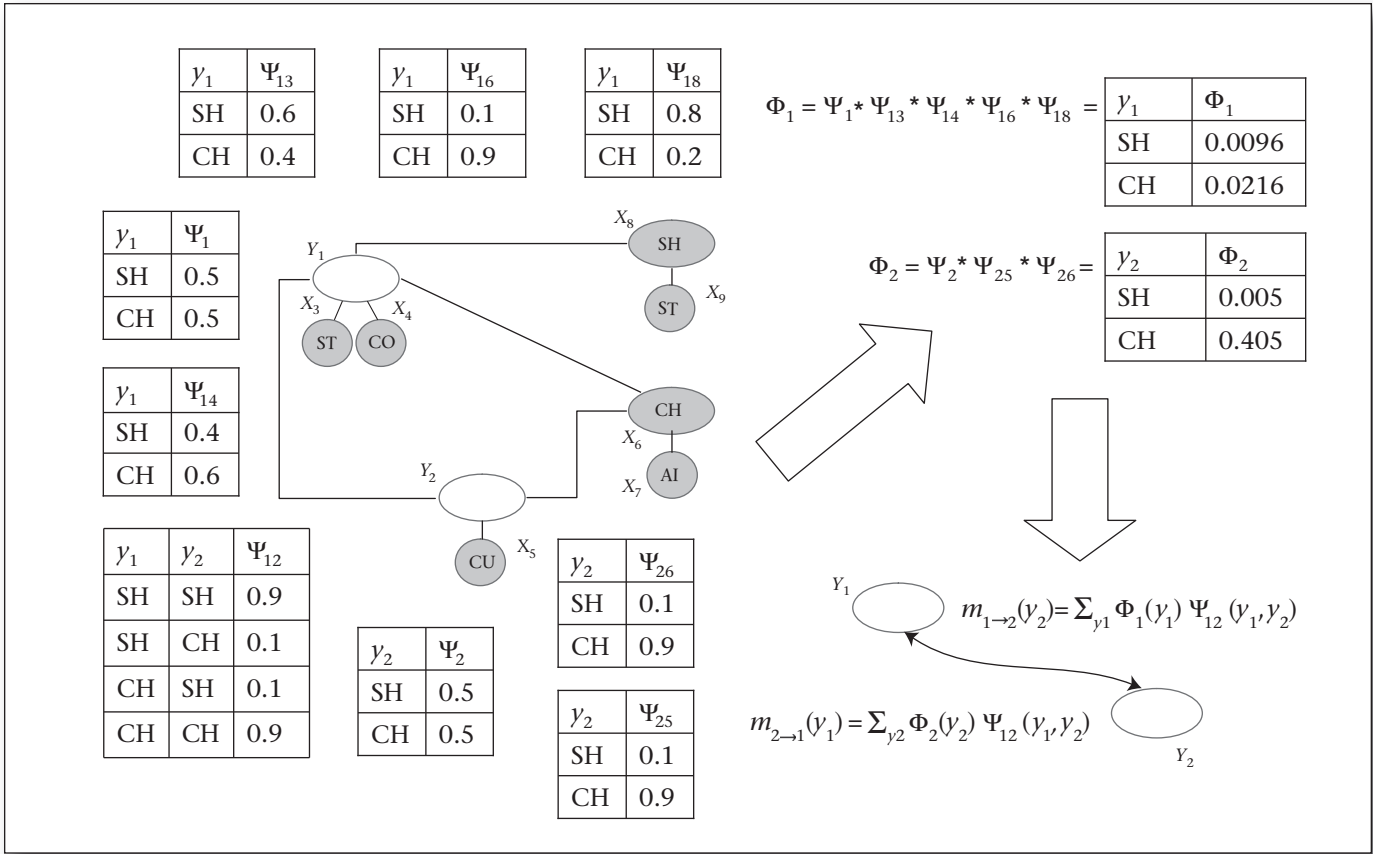 y₁ Ψ₁₃
SH 0.6
CH 0.4
y₁ Ψ₁₆
SH 0.1
CH 0.9
y₁ Ψ₁₈
SH 0.8
CH 0.2
Φ₁ = Ψ₁* Ψ₁₃ * Ψ₁₄ * Ψ₁₆ * Ψ₁₈ =
y₁ Φ₁
SH 0.0096
CH 0.0216
y₁ Ψ₁
SH 0.5
CH 0.5
Y₁
X₃
X₄
ST
CO
X₈
SH
ST
X₉
Φ₂ = Ψ₂* Ψ₂₅ * Ψ₂₆ =
y₂ Φ₂
SH 0.005
CH 0.405
y₁ Ψ₁₄
SH 0.4
CH 0.6
CH
X₆
X₇
AI
Y₂
CU
X₅
y₁ y₂ Ψ₁₂
SH SH 0.9
SH CH 0.1
CH SH 0.1
CH CH 0.9
y₂ Ψ₂
SH 0.5
CH 0.5
y₂ Ψ₂₆
SH 0.1
CH 0.9
y₂ Ψ₂₅
SH 0.1
CH 0.9
Y₁
m₁→₂(y₂)= Σy1 Φ₁(y₁) Ψ₁₂ (y₁,y₂)
m₂→₁(y₁) = Σy2 Φ₂(y₂) Ψ₁₂ (y₁,y₂)
Y₂